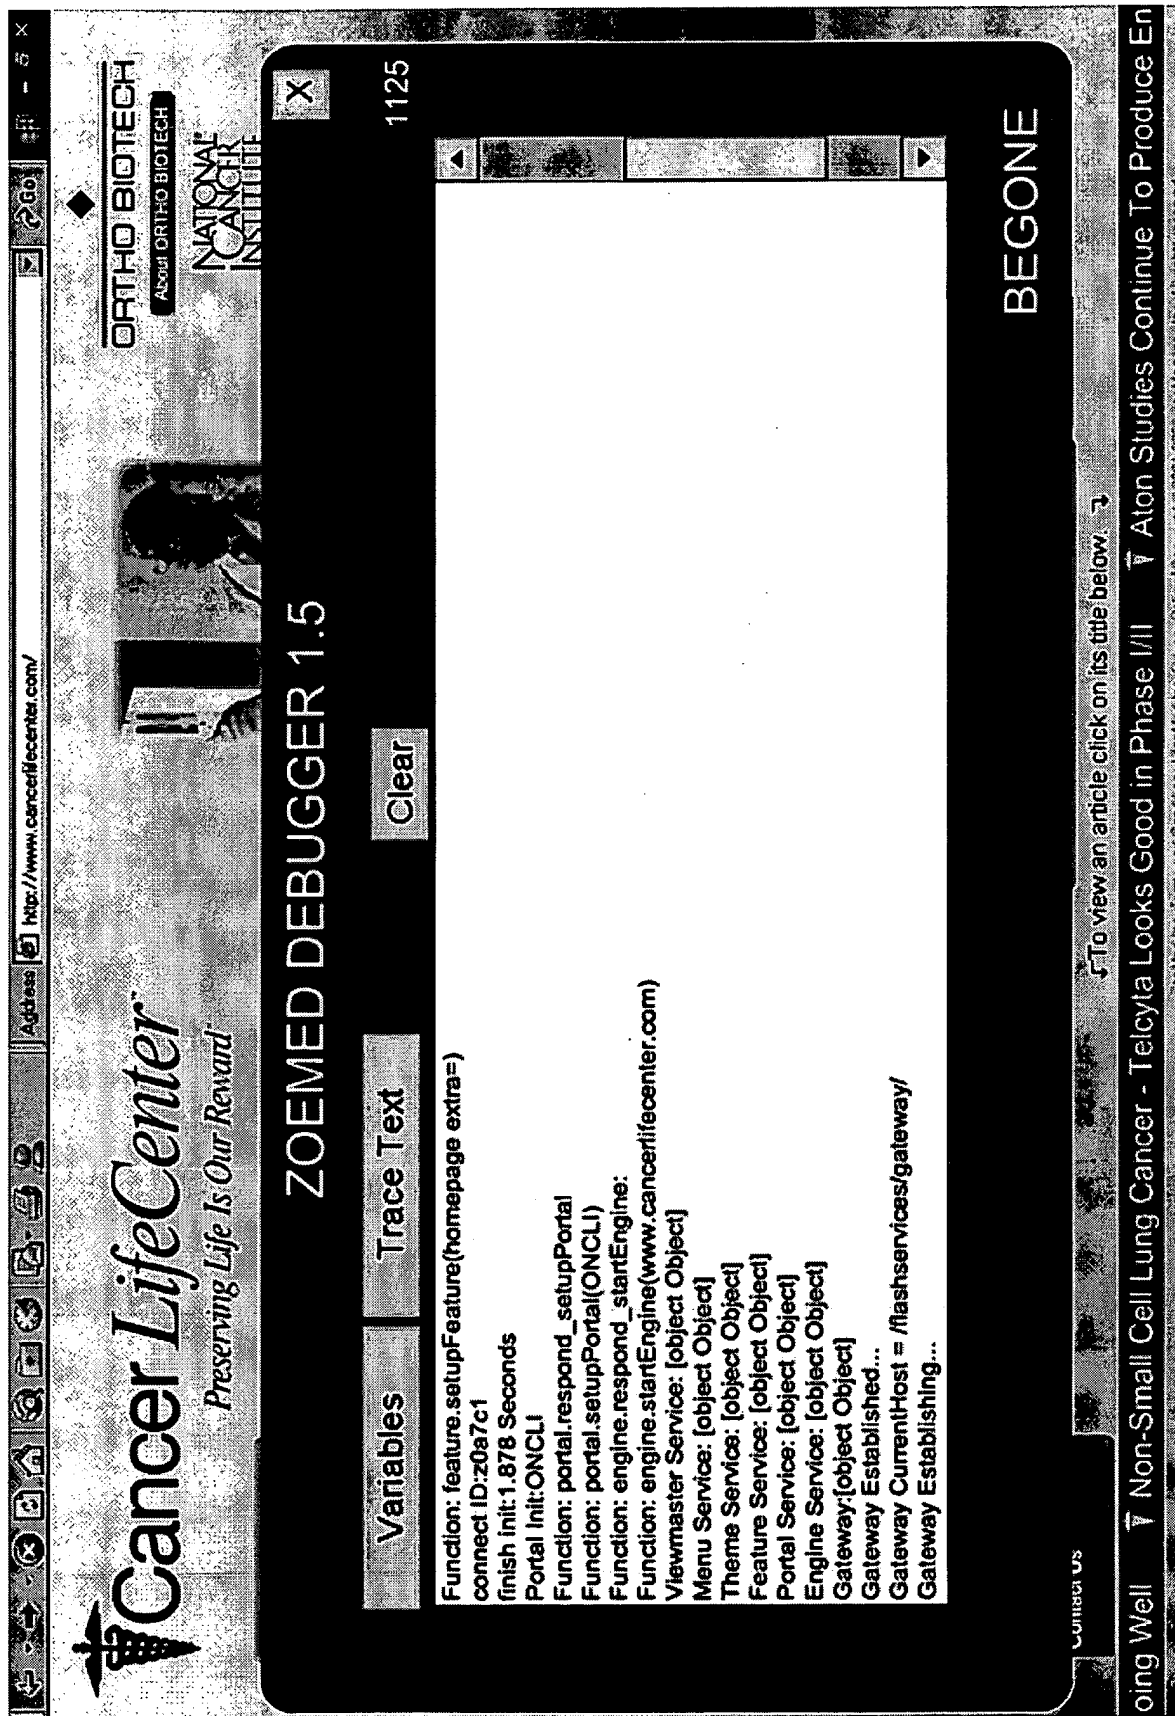 Address http://www.cancerlifecenter.com/ Go
Cancer LifeCenter™
Preserving Life Is Our Reward
ORTHO BIOTECH
About ORTHO BIOTECH
NATIONAL
CANCER
INSTITUTE
ZOEMED DEBUGGER 1.5
X
Variables
Trace Text
Clear
1125
Function: feature.setupFeature(homepage extra=)
connect ID:z0a7c1
finish init:1.878 Seconds
Portal Init:ONCLI
Function: portal.respond_setupPortal
Function: portal.setupPortal(ONCLI)
Function: engine.respond_startEngine:
Function: engine.startEngine(www.cancerlifecenter.com)
Viewmaster Service: [object Object]
Menu Service: [object Object]
Theme Service: [object Object]
Feature Service: [object Object]
Portal Service: [object Object]
Engine Service: [object Object]
Gateway:[object Object]
Gateway Established...
Gateway CurrentHost = /flashservices/gateway/
Gateway Establishing...
BEGONE
Contact Us
To view an article click on its title below.
oing Well Non-Small Cell Lung Cancer - Telcyta Looks Good in Phase I/II Aton Studies Continue To Produce En